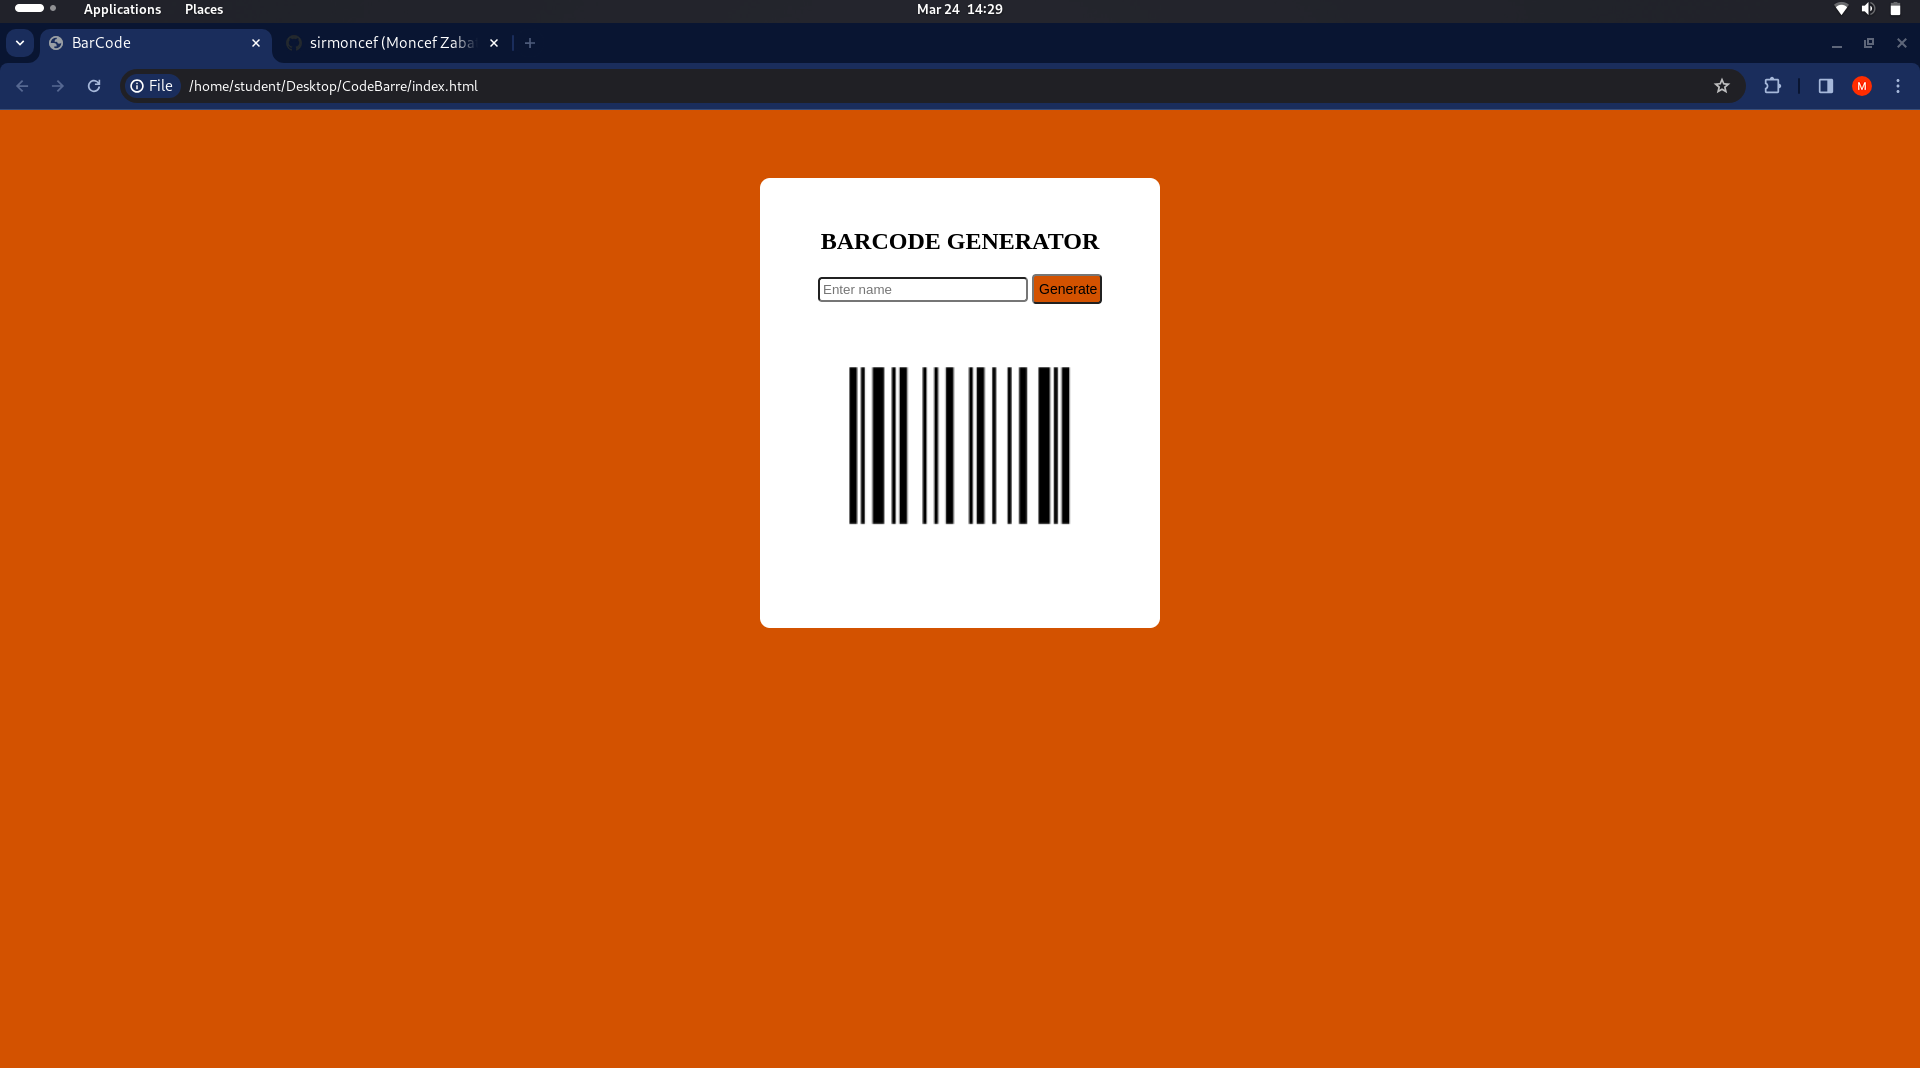 Applications Places Mar 24 14:29
BarCode sirmoncef (Moncef Zaba
File /home/student/Desktop/CodeBarre/index.html M
BARCODE GENERATOR
Enter name Generate